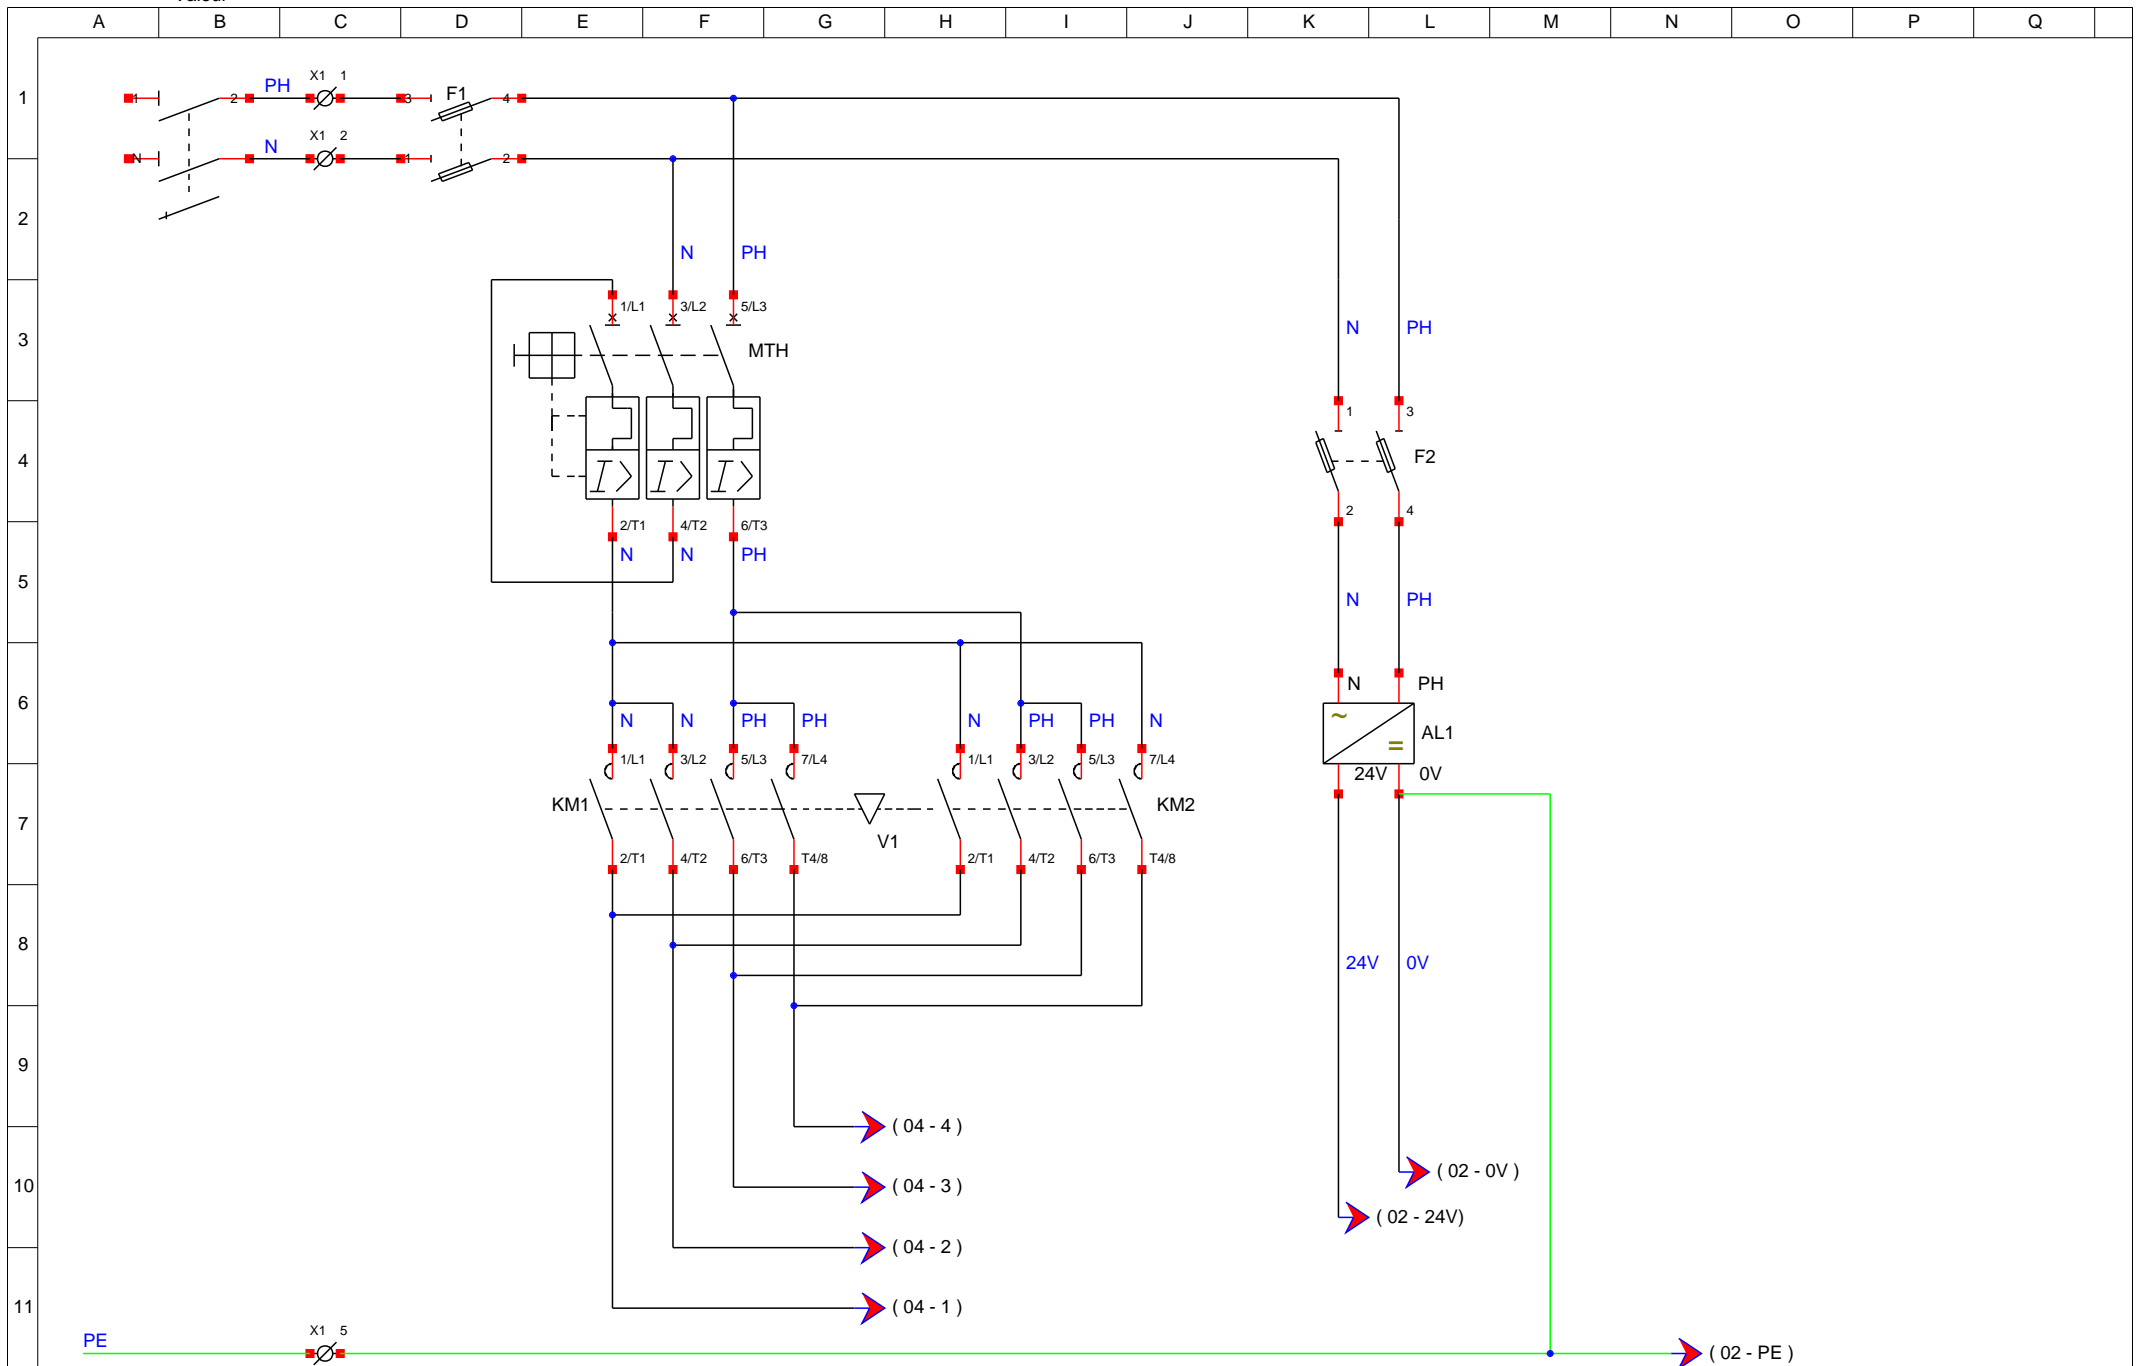 A B C D E F G H I J K L M N O P Q
X1 1
PH
1 1 2 3 F1 4
X1 2
N
N 1 2
2
N PH
1/L1 3/L2 5/L3
N PH
3 MTH
1 3
4 F2
2 4
2/T1 4/T2 6/T3
N N PH
5
N PH
6 N PH
N N PH PH N PH PH N
AL1
1/L1 3/L2 5/L3 7/L4 1/L1 3/L2 5/L3 7/L4
24V 0V
KM1 KM2
7
V1
2/T1 4/T2 6/T3 T4/8 2/T1 4/T2 6/T3 T4/8
8
24V 0V
9
( 04 - 4 )
( 02 - 0V )
10 ( 04 - 3 )
( 02 - 24V)
( 04 - 2 )
11 ( 04 - 1 )
X1 5
PE
( 02 - PE )